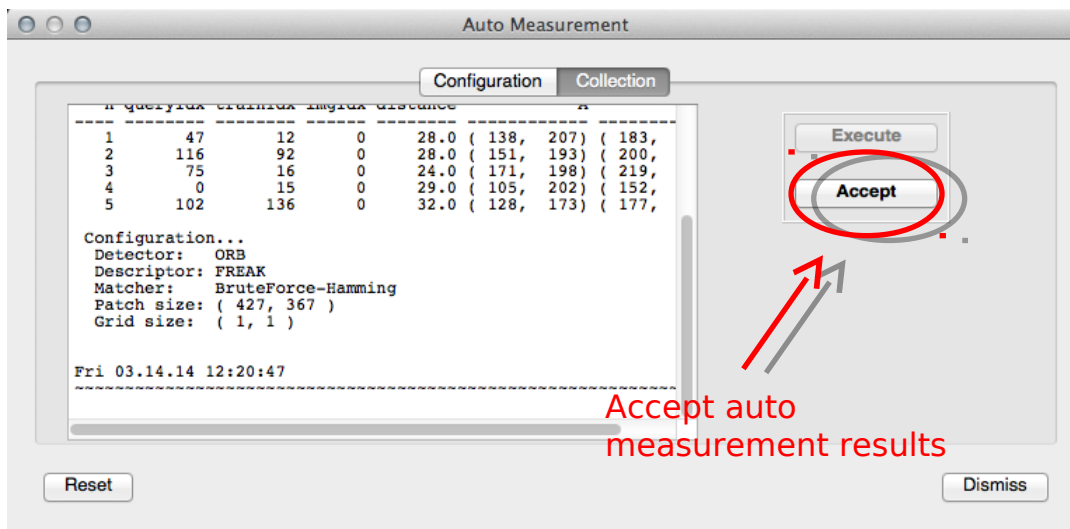 Auto Measurement
Configuration Collection
n queryIdx trainIdx imgIdx distance A
---- -------- -------- ------ -------- ------------ --------
1 47 12 0 28.0 ( 138, 207) ( 183,
2 116 92 0 28.0 ( 151, 193) ( 200,
3 75 16 0 24.0 ( 171, 198) ( 219,
4 0 15 0 29.0 ( 105, 202) ( 152,
5 102 136 0 32.0 ( 128, 173) ( 177,
Configuration...
Detector: ORB
Descriptor: FREAK
Matcher: BruteForce-Hamming
Patch size: ( 427, 367 )
Grid size: ( 1, 1 )
Fri 03.14.14 12:20:47
~~~~~~~~~~~~~~~~~~~~~~~~~~~~~~~~~~~~~~~~~~~~~~~~~~~~~~~~~~~~
Execute
Accept
Accept auto
measurement results
Reset
Dismiss